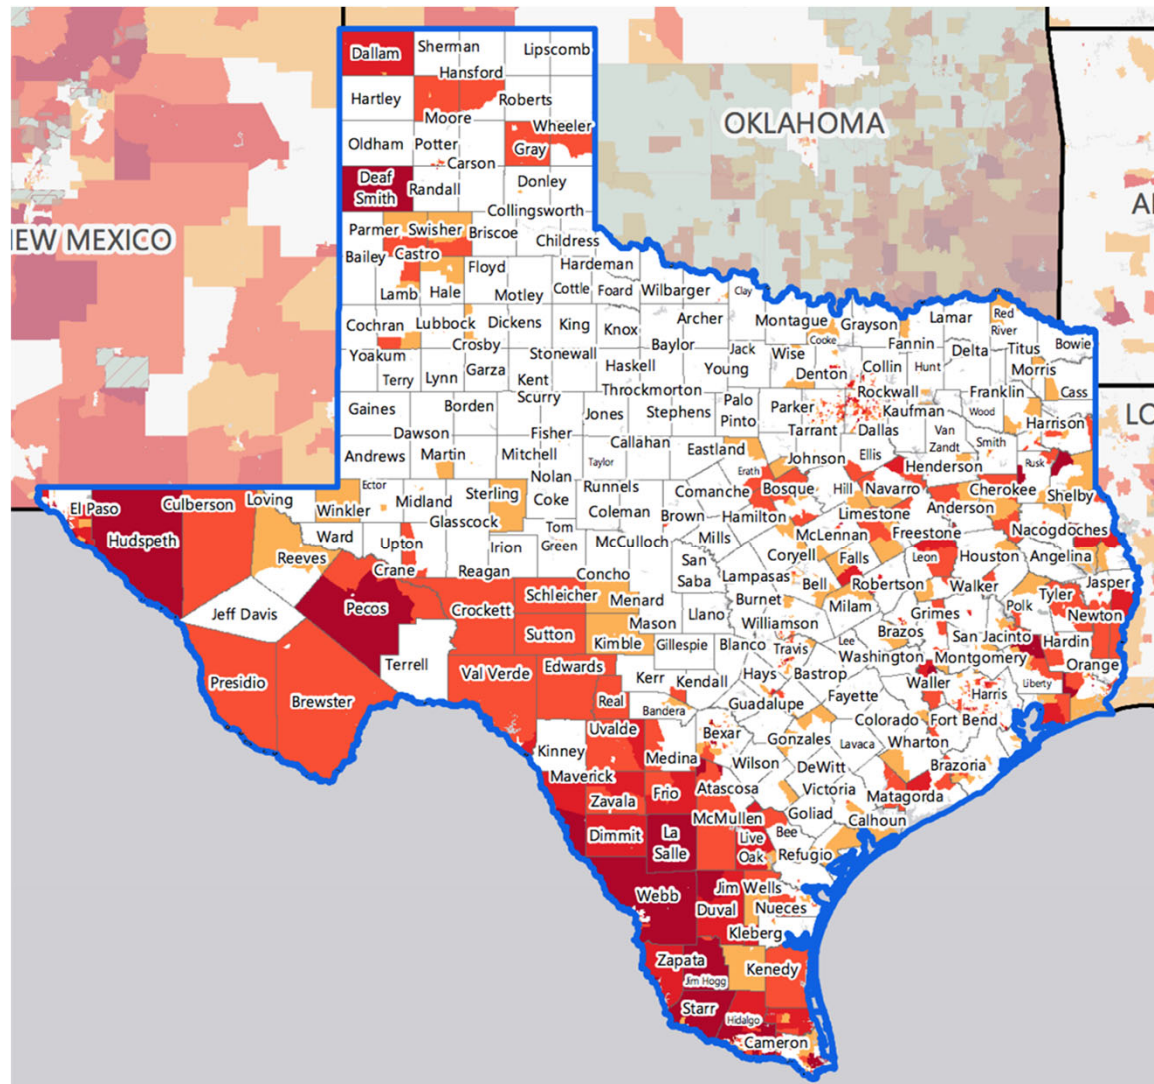 Dallam
Sherman
Lipscomb
Hansford
Hartley
Roberts
Moore
Wheeler
OKLAHOMA
Oldham
Potter
Gray
Carson
Deaf
Smith
Randall
Donley
Collingsworth
NEW MEXICO
Parmer
Swisher
Briscoe
Childress
Bailey
Castro
Floyd
Hardeman
Lamb
Hale
Motley
Cottle
Foard
Wilbarger
Clay
Cochran
Lubbock
Dickens
King
Knox
Archer
Montague
Cooke
Grayson
Fannin
Lamar
Red
River
Bowie
Crosby
Yoakum
Terry
Lynn
Garza
Stonewall
Kent
Haskell
Baylor
Throckmorton
Young
Jack
Wise
Denton
Collin
Hunt
Delta
Titus
Morris
Franklin
Cass
Rockwall
Scurry
Gaines
Borden
Jones
Stephens
Palo
Pinto
Parker
Tarrant
Dallas
Kaufman
Wood
Van
Zandt
Smith
Harrison
Dawson
Fisher
Callahan
Eastland
Johnson
Ellis
Henderson
Rusk
Andrews
Martin
Mitchell
Taylor
Erath
Nolan
El Paso
Culberson
Loving
Winkler
Ector
Midland
Sterling
Coke
Runnels
Coleman
Comanche
Brown
Bosque
Hill
Navarro
Cherokee
Anderson
Shelby
Nacogdoches
Hudspeth
Ward
Glasscock
Tom
Green
Hamilton
Limestone
McLennan
Freestone
Reeves
Upton
Irion
McCulloch
Mills
Coryell
Falls
Leon
Houston
Angelina
Crane
Reagan
Concho
San
Saba
Lampasas
Bell
Robertson
Walker
Jasper
Jeff Davis
Pecos
Crockett
Schleicher
Menard
Llano
Burnet
Milam
Grimes
Polk
Tyler
Newton
Mason
Williamson
Sutton
Kimble
Gillespie
Blanco
Travis
Lee
Brazos
San Jacinto
Hardin
Terrell
Washington
Montgomery
Orange
Presidio
Val Verde
Edwards
Kerr
Kendall
Hays
Bastrop
Waller
Liberty
Harris
Brewster
Real
Bandera
Guadalupe
Fayette
Uvalde
Bexar
Gonzales
Colorado
Fort Bend
Kinney
Medina
Wilson
Lavaca
Wharton
Brazoria
Maverick
DeWitt
Zavala
Frio
Atascosa
Victoria
Matagorda
McMullen
Goliad
Calhoun
Dimmit
La
Salle
Live
Oak
Bee
Refugio
Webb
Jim Wells
Duval
Nueces
Kleberg
Zapata
Jim Hogg
Kenedy
Starr
Hidalgo
Cameron